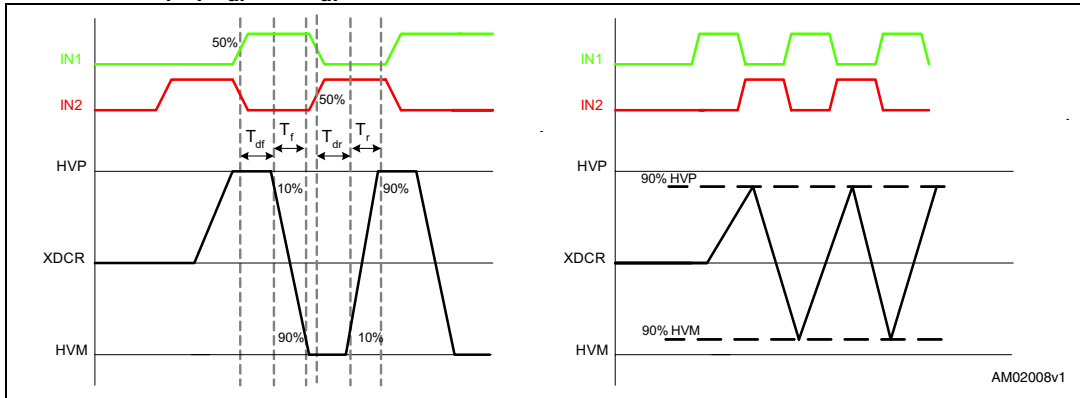 50%
IN1
IN2
50%
Tdf Tf Tdr Tr
HVP
10% 90%
XDCR
90% 10%
HVM
IN1
IN2
HVP
90% HVP
XDCR
90% HVM
HVM
AM02008v1